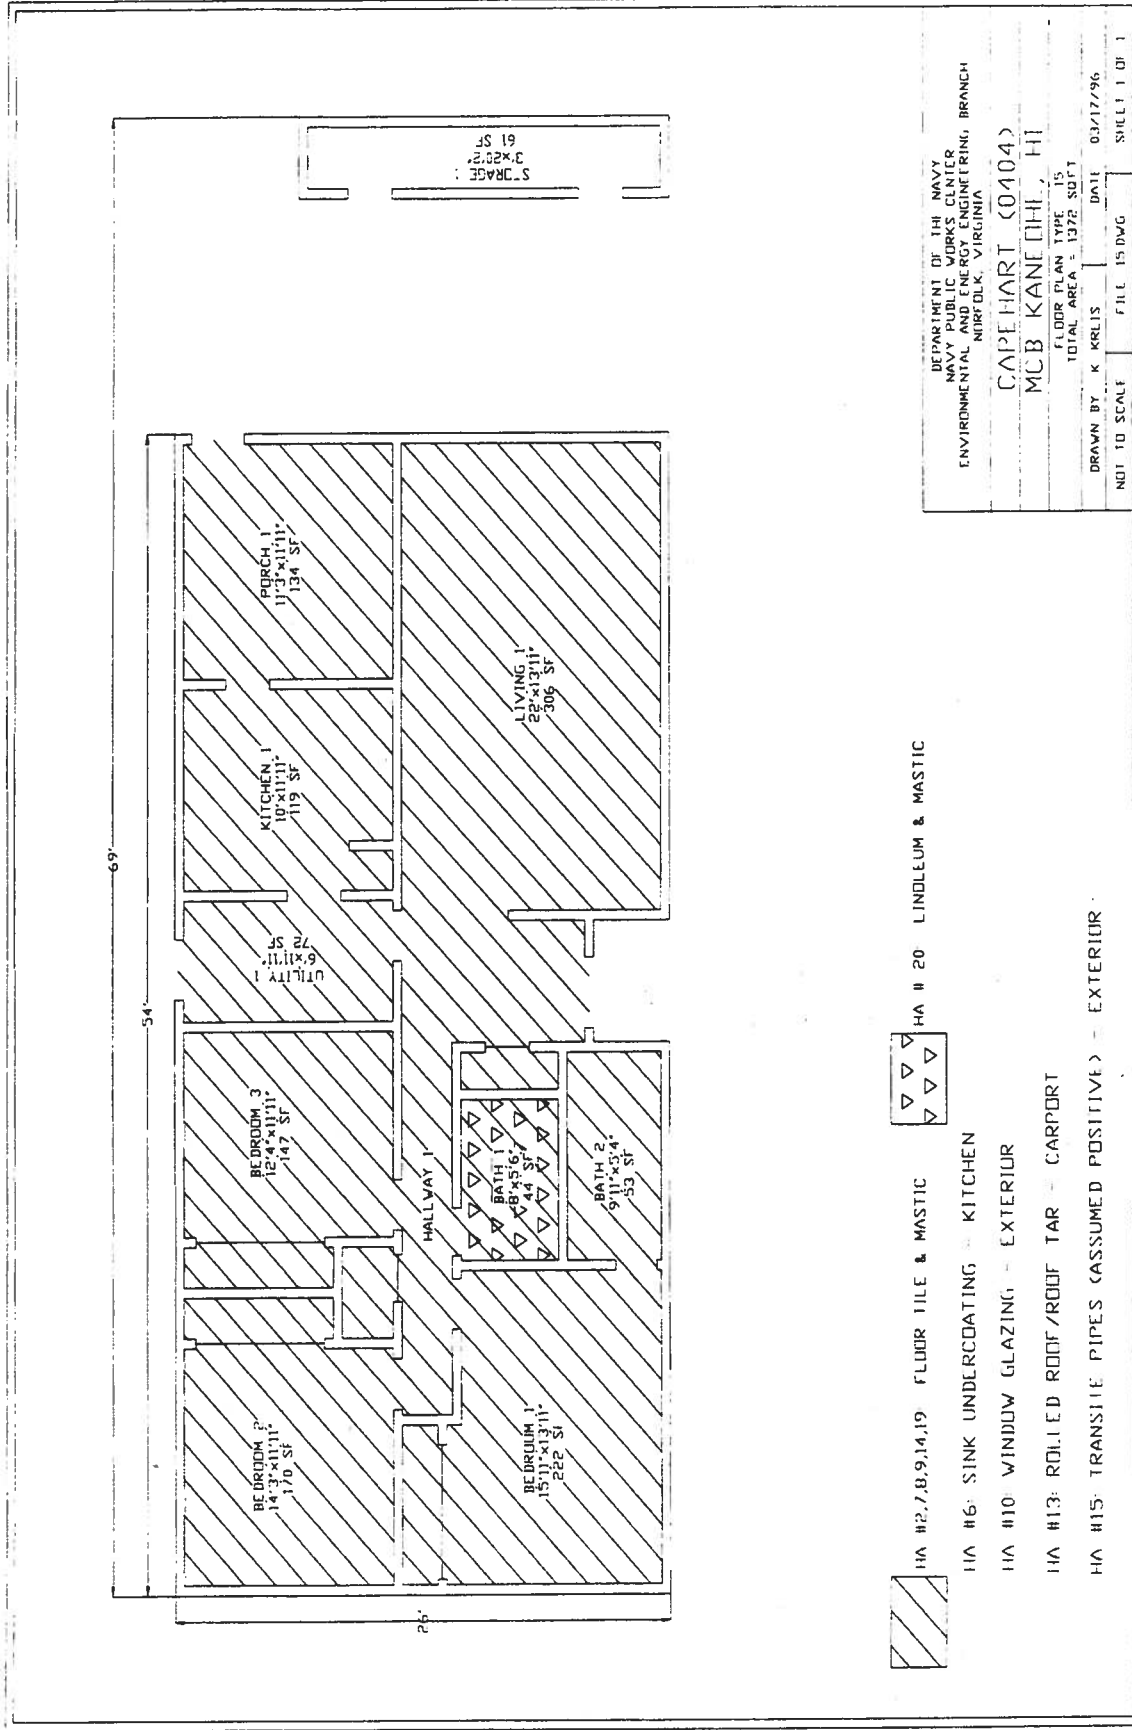 69'
54'
26'
BEDROOM 2
14'3"x11'11"
170 SF
BEDROOM 3
12'4"x11'11"
147 SF
UTILITY 1
6'x11'11"
72 SF
KITCHEN 1
10'x11'11"
119 SF
PORCH 1
11'3"x11'11"
134 SF
STORAGE 1
3'x20'2"
61 SF
HALLWAY 1
BEDROOM 1
15'11"x13'11"
222 SF
BATH 1
8'x5'6"
44 SF
BATH 2
9'11"x5'4"
53 SF
LIVING 1
22'x13'11"
306 SF
HA #2,7,8,9,14,19 FLOOR TILE & MASTIC
HA # 20 LINOLEUM & MASTIC
HA #6: SINK UNDERCOATING - KITCHEN
HA #10: WINDOW GLAZING - EXTERIOR
HA #13: ROLLED ROOF/ROOF TAR - CARPORT
HA #15: TRANSITE PIPES (ASSUMED POSITIVE) - EXTERIOR
DEPARTMENT OF THE NAVY
NAVY PUBLIC WORKS CENTER
ENVIRONMENTAL AND ENERGY ENGINEERING BRANCH
NORFOLK, VIRGINIA
CAPEHART (0404)
MCB KANEOHE, HI
FLOOR PLAN TYPE 15
TOTAL AREA = 1372 SQFT
DRAWN BY K KRLIS DATE 03/17/96
NOT TO SCALE FILE 15DWG SHEET 1 OF 1